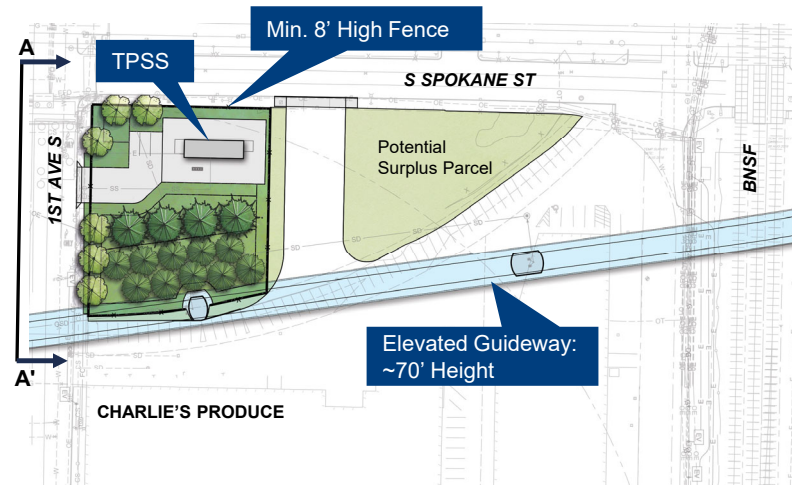 Min. 8’ High Fence
A
TPSS
S SPOKANE ST
1ST AVE S
Potential
Surplus Parcel
BNSF
Elevated Guideway:
~70’ Height
A'
CHARLIE’S PRODUCE